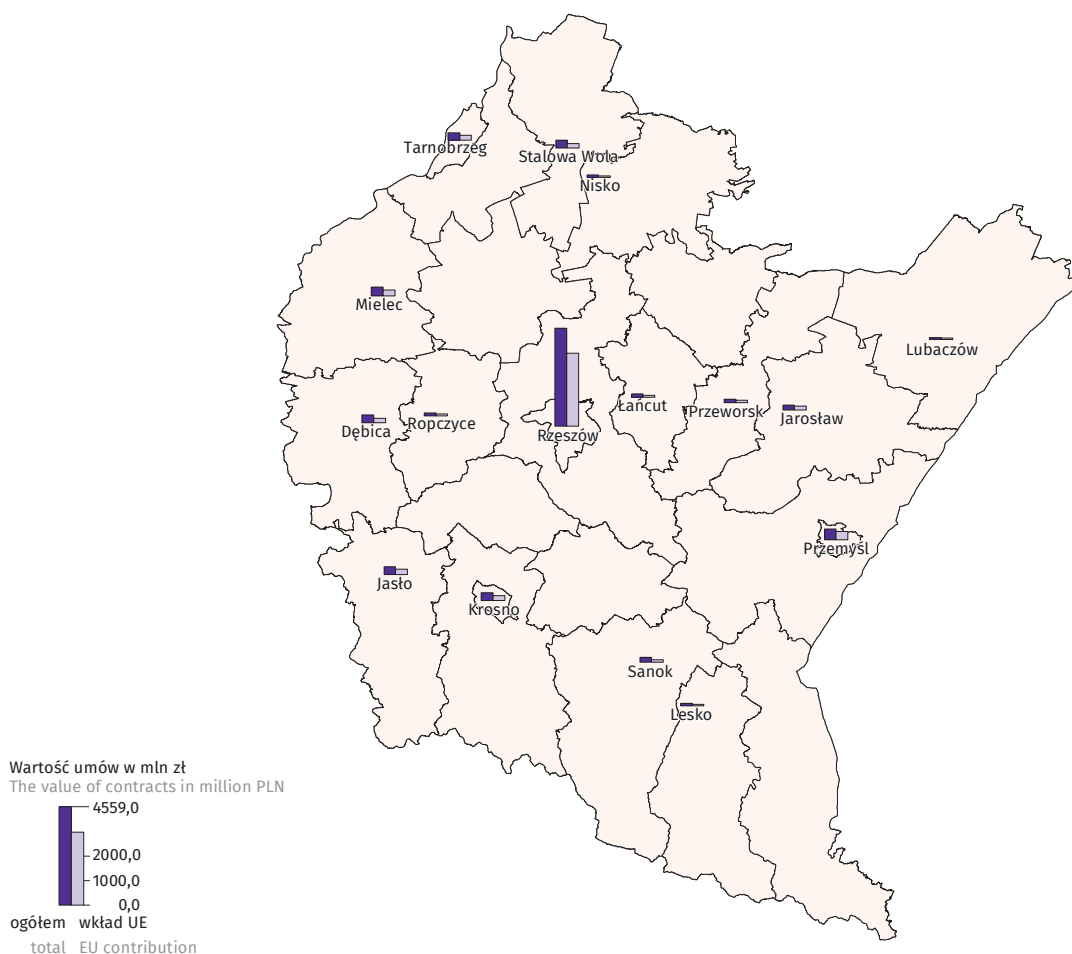 Tarnobrzeg
Stalowa Wola
Nisko
Mielec
Lubaczów
Łańcut
Przeworsk
Jarosław
Dębica
Ropczyce
Rzeszów
Przemyśl
Jasło
Krosno
Sanok
Lesko
Wartość umów w mln zł
The value of contracts in million PLN
4559,0
2000,0
1000,0
0,0
ogółem wkład UE
total EU contribution